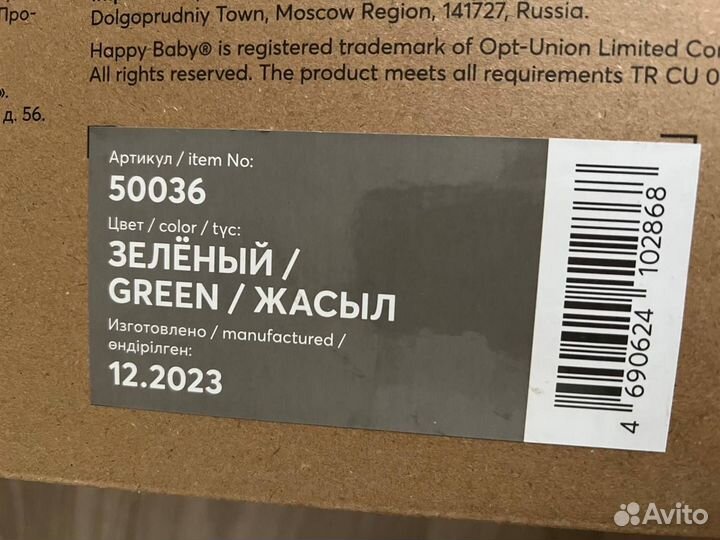 Dolgoprudniy Town, Moscow Region, 141727, Russia.
Про-
Happy Baby® is registered trademark of Opt-Union Limited
All rights reserved. The product meets all requirements TR CU 0
».
д. 56.
Артикул / item No:
50036
Цвет / color / түс:
ЗЕЛЁНЫЙ /
GREEN / ЖАСЫЛ
Изготовлено / manufactured /
өндірілген:
12.2023
4 690624 102868
Avito